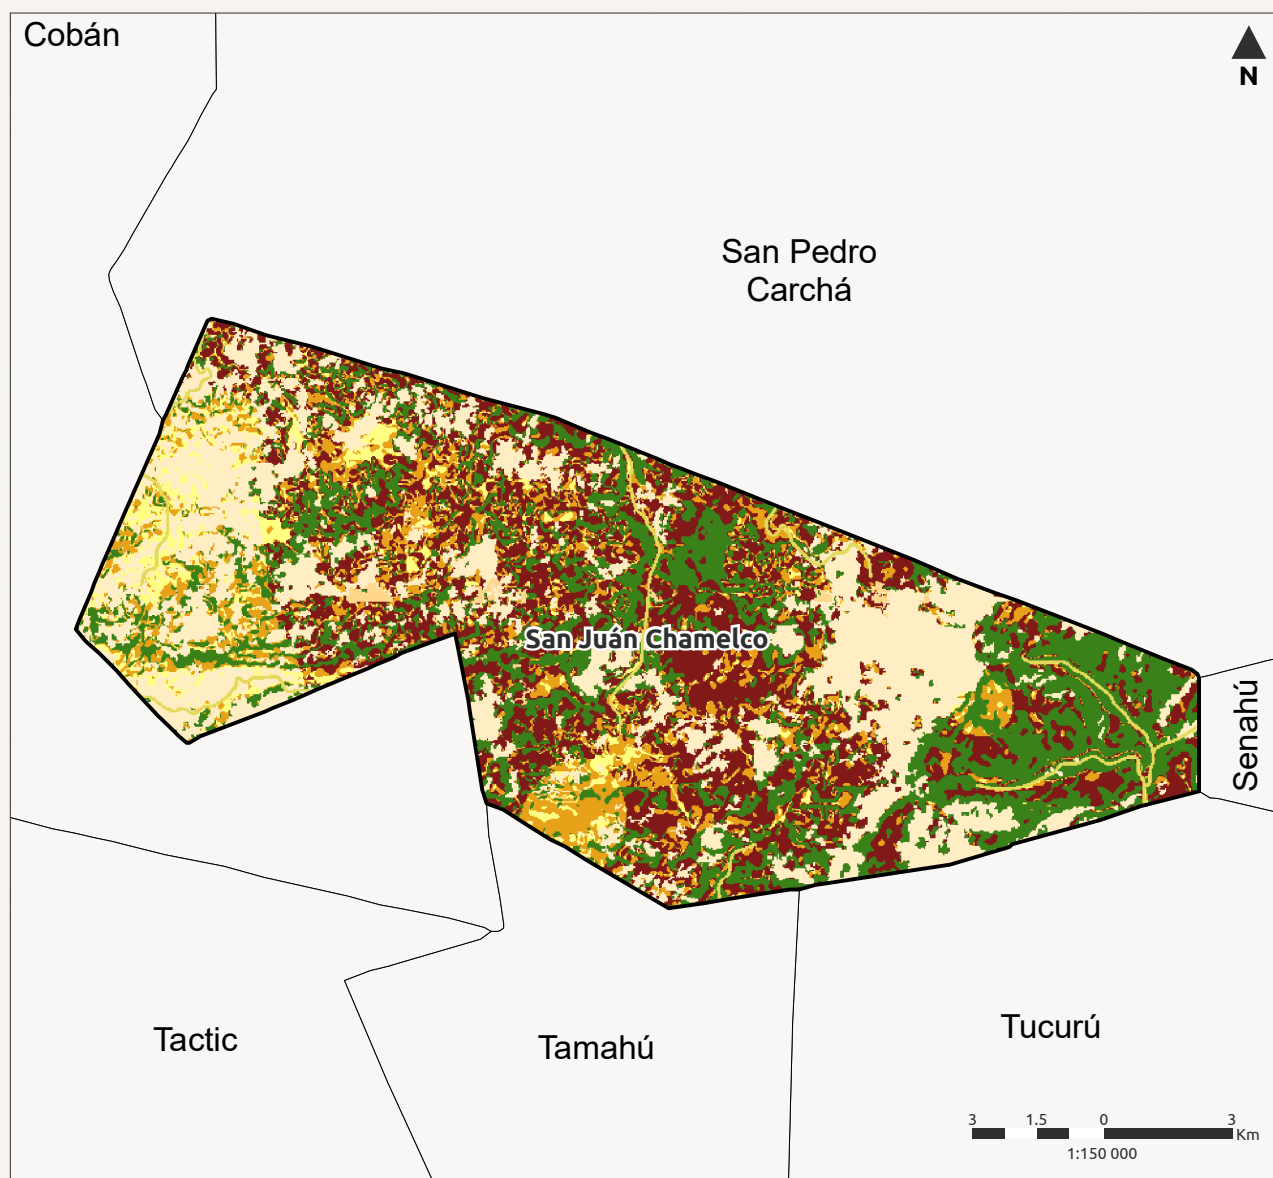 Cobán
N
San Pedro
Carchá
San Juán Chamelco
Senahú
Tactic
Tamahú
Tucurú
3 1.5 0 3
Km
1:150 000